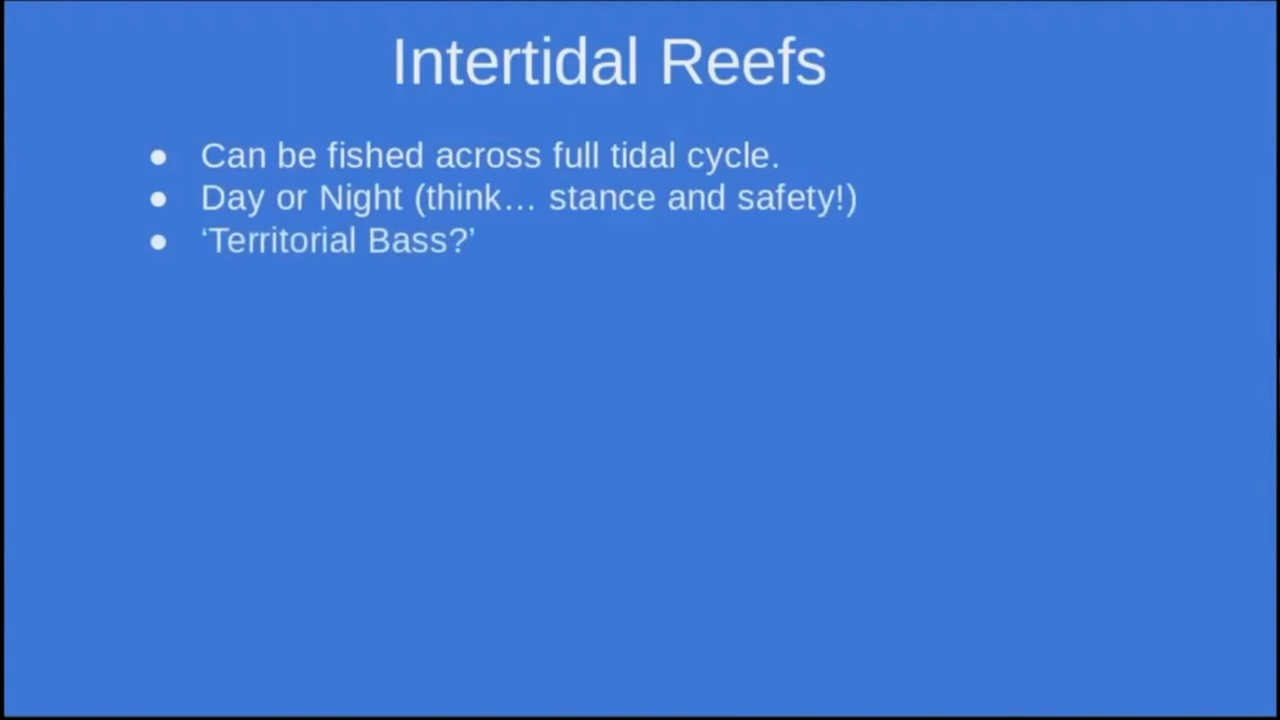 Intertidal Reefs
● Can be fished across full tidal cycle.
● Day or Night (think… stance and safety!)
● ‘Territorial Bass?’